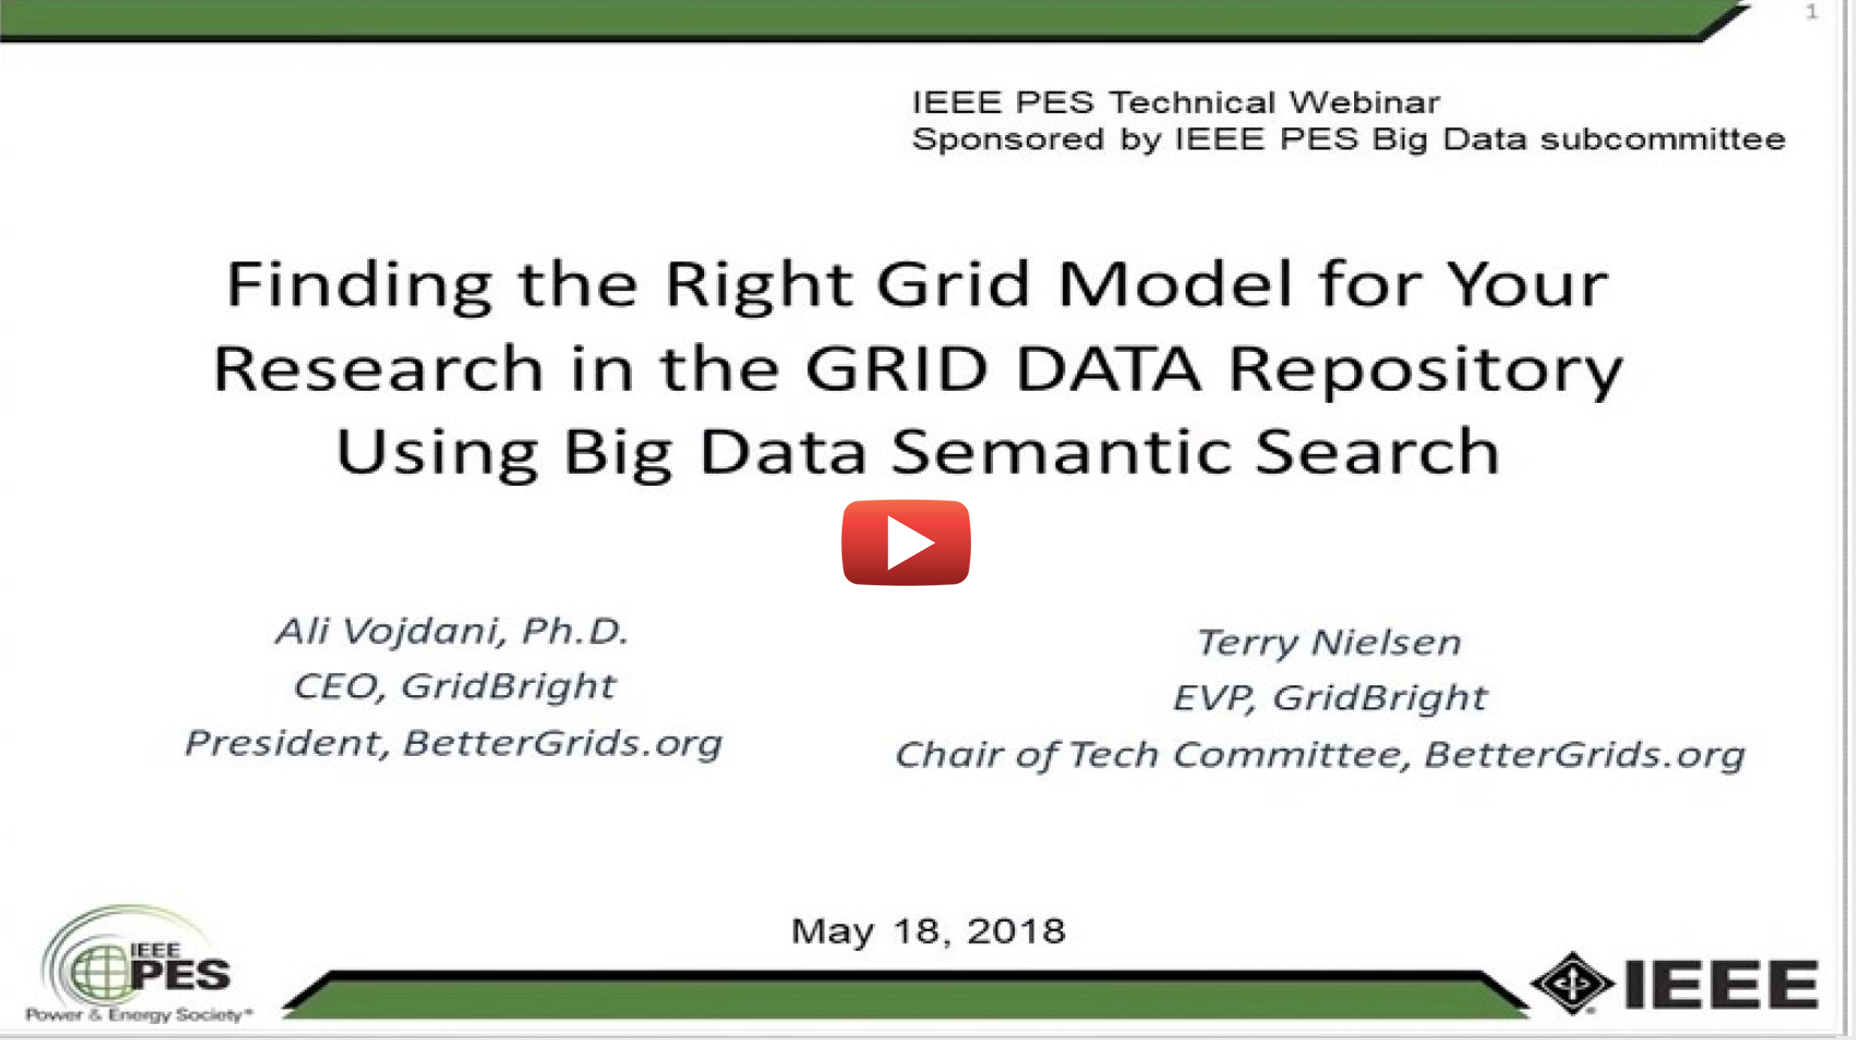 1
IEEE PES Technical Webinar
Sponsored by IEEE PES Big Data subcommittee
Finding the Right Grid Model for Your
Research in the GRID DATA Repository
Using Big Data Semantic Search
Ali Vojdani, Ph.D.
CEO, GridBright
President, BetterGrids.org
Terry Nielsen
EVP, GridBright
Chair of Tech Committee, BetterGrids.org
May 18, 2018
IEEE
PES
Power & Energy Society®
IEEE